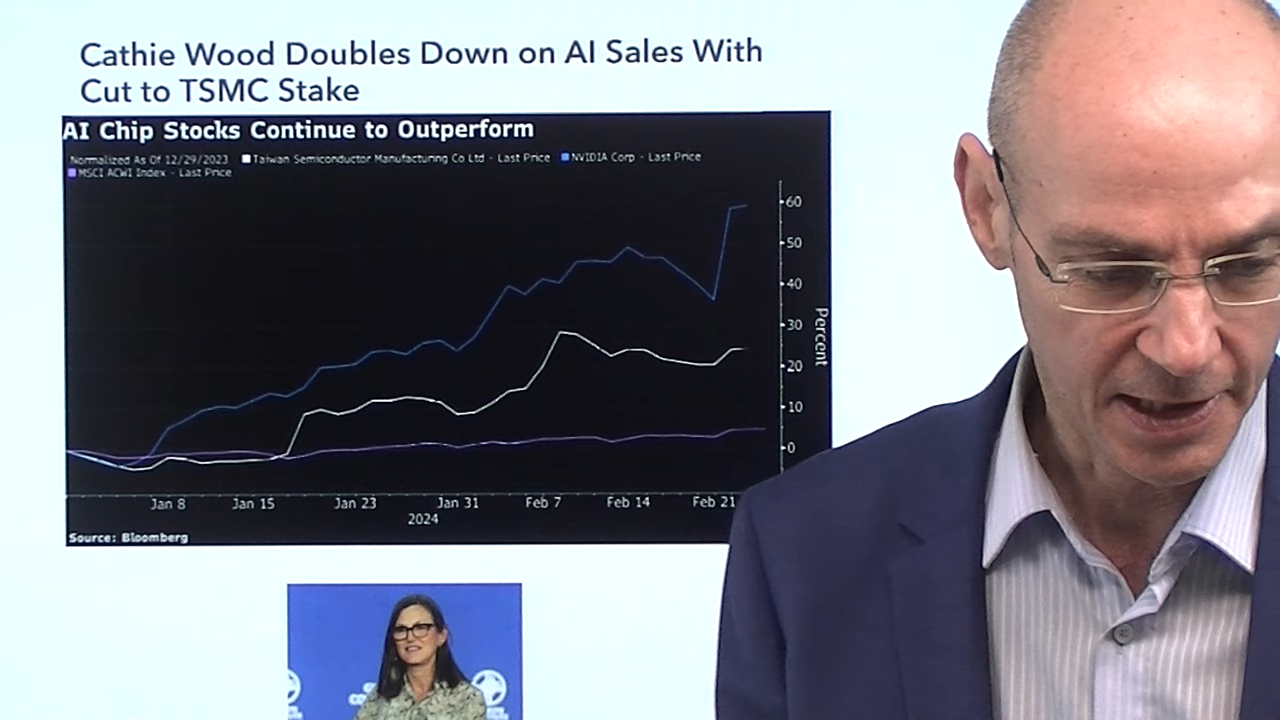 Cathie Wood Doubles Down on AI Sales With
Cut to TSMC Stake
AI Chip Stocks Continue to Outperform
Normalized As Of 12/29/2023 Taiwan Semiconductor Manufacturing Co Ltd - Last Price NVIDIA Corp - Last Price
MSCI ACWI Index - Last Price
60
50
40
30
20
10
0
Percent
Jan 8 Jan 15 Jan 23 Jan 31 Feb 7 Feb 14 Feb 21
2024
Source: Bloomberg